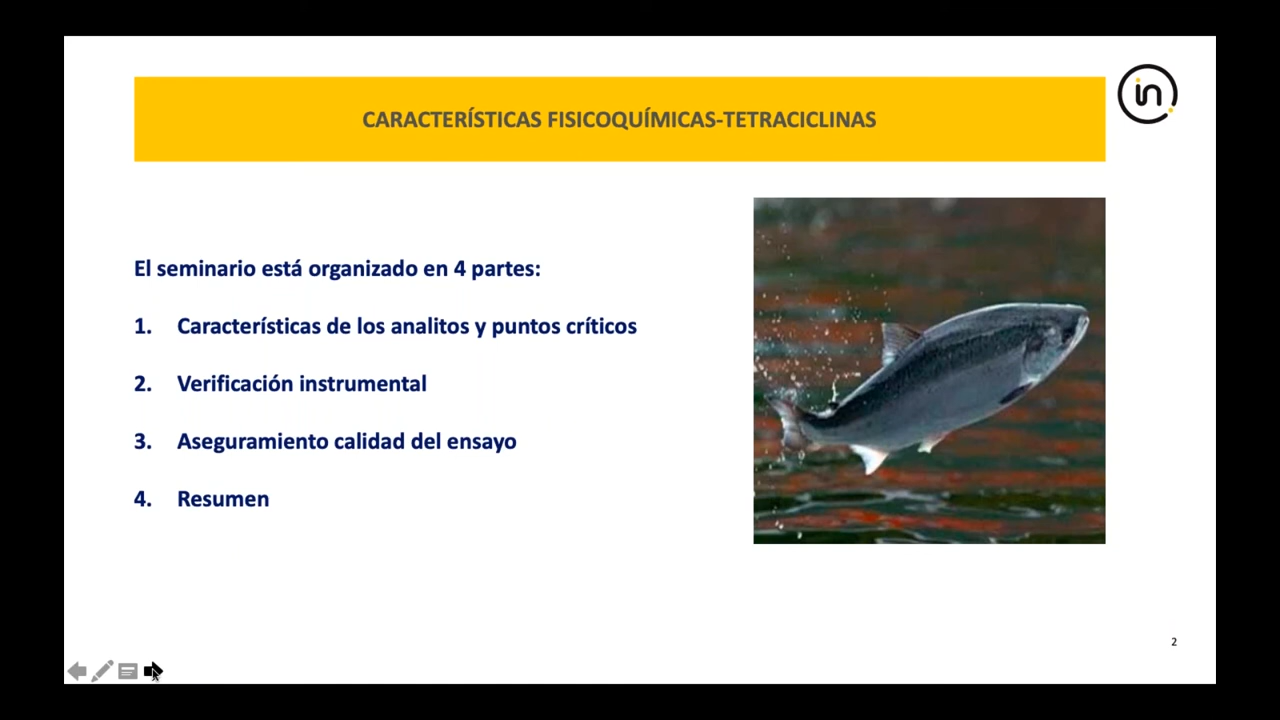 CARACTERÍSTICAS FISICOQUÍMICAS-TETRACICLINAS
in
El seminario está organizado en 4 partes:
1. Características de los analitos y puntos críticos
2. Verificación instrumental
3. Aseguramiento calidad del ensayo
4. Resumen
2